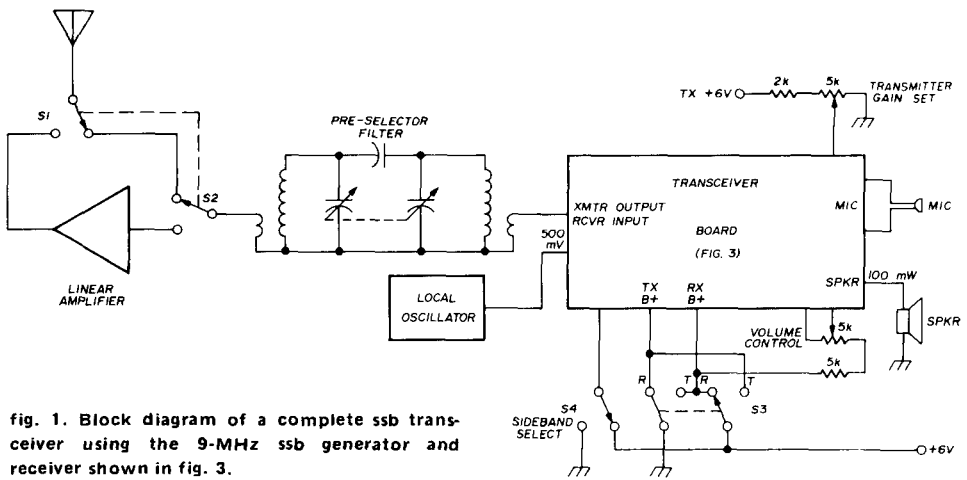 TX +6V
2k
5k
TRANSMITTER
GAIN SET
S1
PRE-SELECTOR
FILTER
S2
TRANSCEIVER
XMTR OUTPUT
RCVR INPUT
MIC
MIC
BOARD
(FIG. 3)
500
mV
LINEAR
AMPLIFIER
LOCAL
OSCILLATOR
TX
B+
RX
B+
SPKR
100 mW
SPKR
VOLUME
CONTROL
5k
5k
R
T
R
T
S4
SIDEBAND
SELECT
S3
+6V
fig. 1. Block diagram of a complete ssb trans-
ceiver using the 9-MHz ssb generator and
receiver shown in fig. 3.